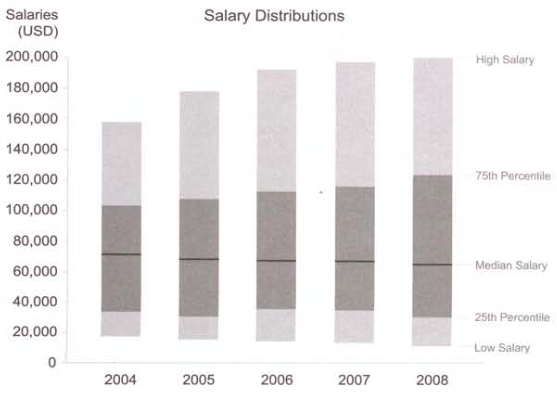 Salaries
(USD)
Salary Distributions
200,000
180,000
160,000
140,000
120,000
100,000
80,000
60,000
40,000
20,000
0
High Salary
75th Percentile
Median Salary
25th Percentile
Low Salary
2004
2005
2006
2007
2008